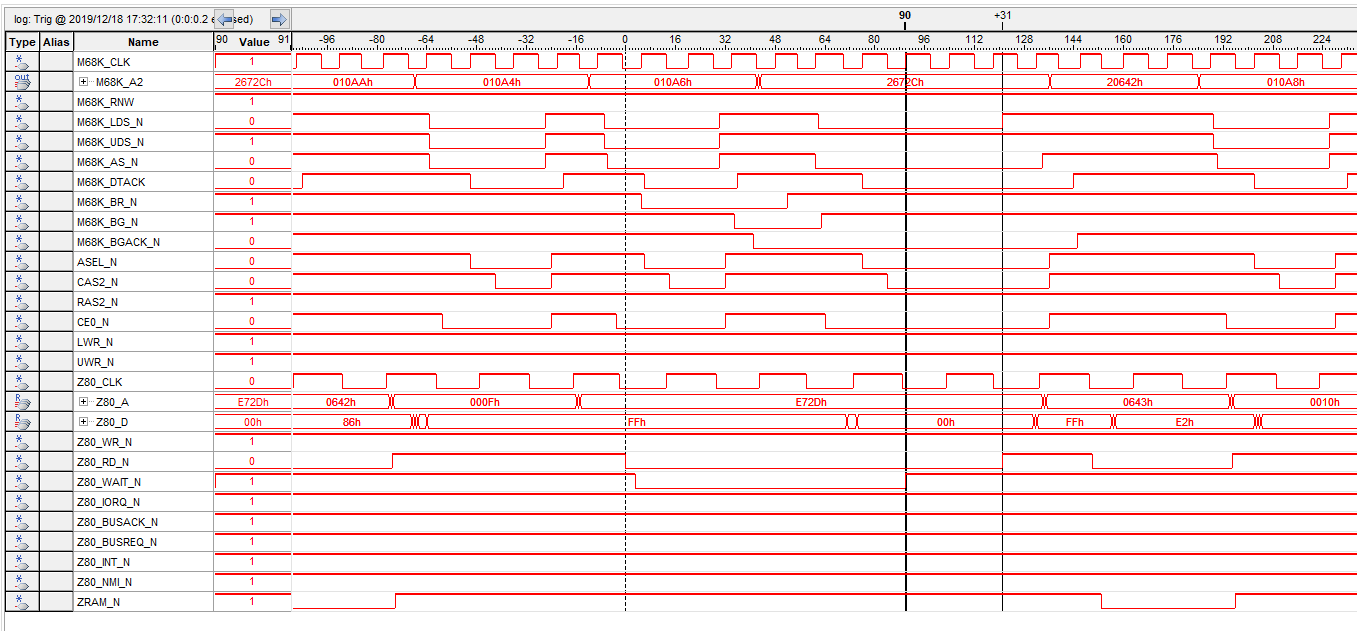 log: Trig @ 2019/12/18 17:32:11 (0:0:0.2 sed)
90 +31
Type Alias Name 90 Value 91 -96 -80 -64 -48 -32 -16 0 16 32 48 64 80 96 112 128 144 160 176 192 208 224
M68K_CLK 1
out M68K_A2 2672Ch 010AAh 010A4h 010A6h 2672Ch 20642h 010A8h
M68K_RNW 1
M68K_LDS_N 0
M68K_UDS_N 1
M68K_AS_N 0
M68K_DTACK 0
M68K_BR_N 1
M68K_BG_N 1
M68K_BGACK_N 0
ASEL_N 0
CAS2_N 0
RAS2_N 1
CE0_N 0
LWR_N 1
UWR_N 1
Z80_CLK 0
R Z80_A E72Dh 0642h 000Fh E72Dh 0643h 0010h
R Z80_D 00h 86h FFh 00h FFh E2h
Z80_WR_N 1
Z80_RD_N 0
Z80_WAIT_N 1
Z80_IORQ_N 1
Z80_BUSACK_N 1
Z80_BUSREQ_N 1
Z80_INT_N 1
Z80_NMI_N 1
ZRAM_N 1